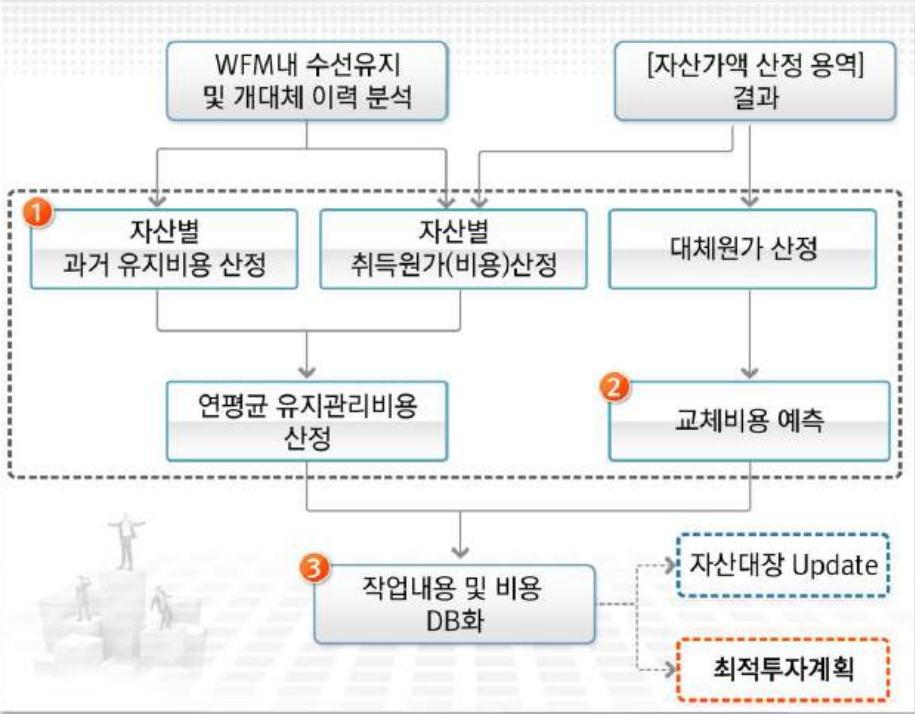 WFM내 수선유지
및 개대체 이력 분석
[자산가액 산정 용역]
결과
1
자산별
과거 유지비용 산정
자산별
취득원가(비용)산정
대체원가 산정
연평균 유지관리비용
산정
2
교체비용 예측
3
작업내용 및 비용
DB화
자산대장 Update
최적투자계획